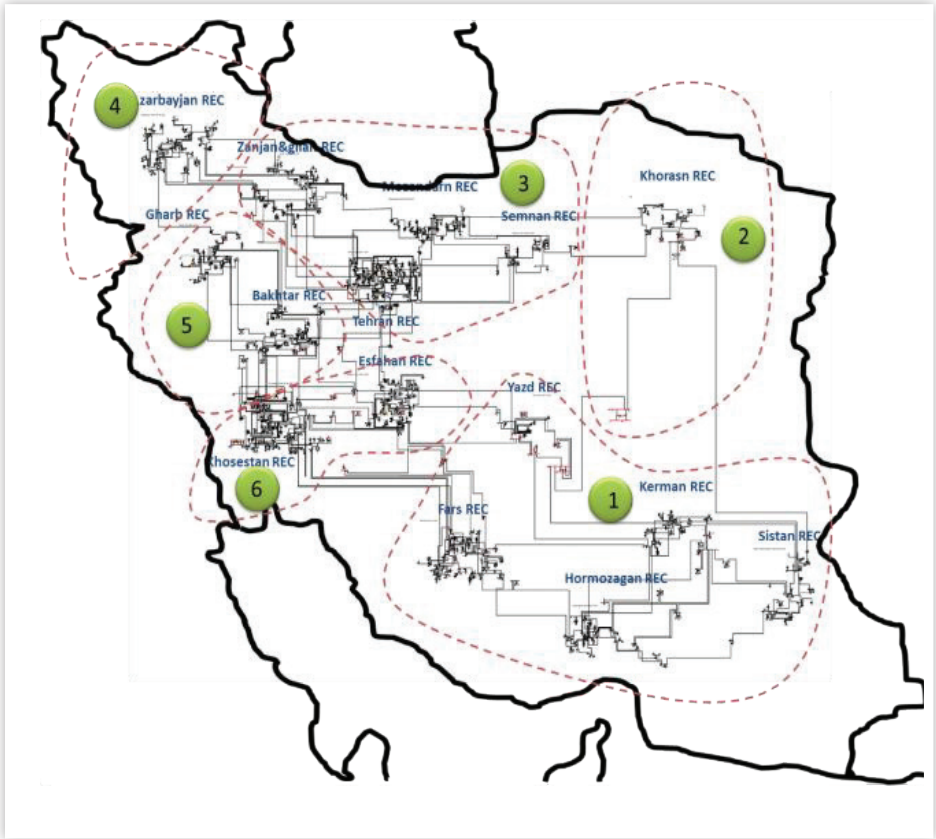 4
zarbayjan REC
Zanjan&gilan REC
Mosandarn REC
3
Khorasn REC
Gharb REC
Semnan REC
2
Bakhtar REC
5
Tehran REC
Esfahan REC
Yazd REC
Khosestan REC
6
1
Kerman REC
Fars REC
Sistan REC
Hormozagan REC